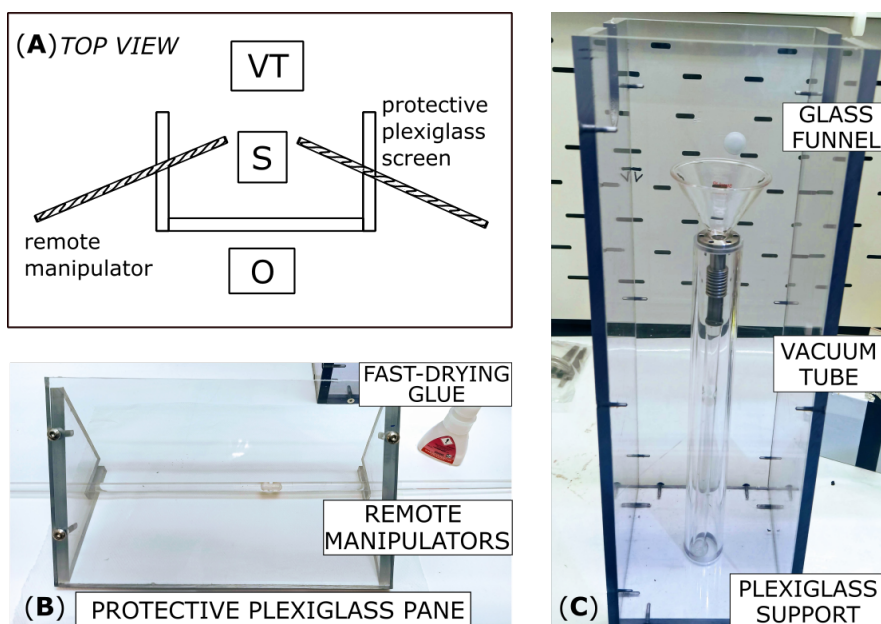 (A) TOP VIEW
VT
protective
plexiglass
screen
S
remote
manipulator
O
FAST-DRYING
GLUE
REMOTE
MANIPULATORS
(B) PROTECTIVE PLEXIGLASS PANE
GLASS
FUNNEL
VACUUM
TUBE
(C) PLEXIGLASS
SUPPORT